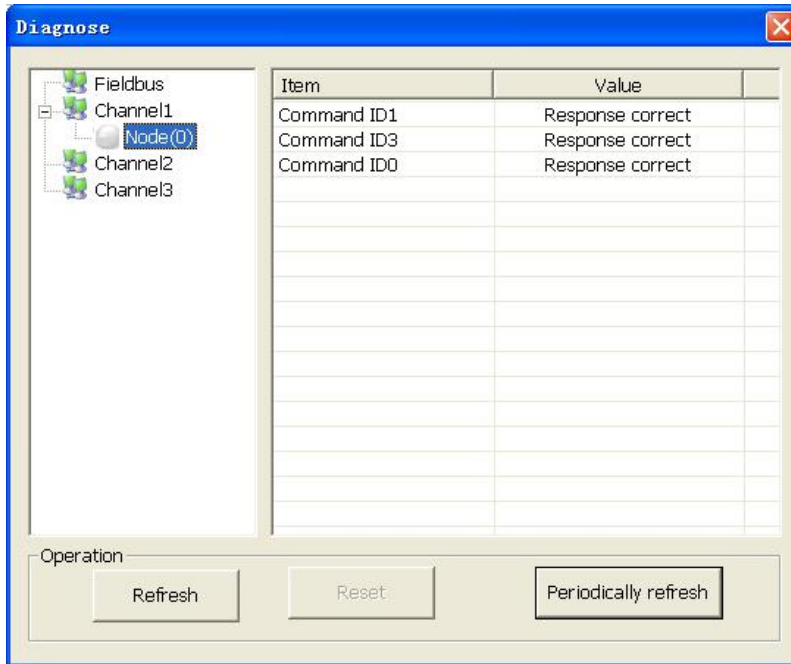 Diagnose
Fieldbus
Channel1
Node(0)
Channel2
Channel3
Item Value
Command ID1 Response correct
Command ID3 Response correct
Command ID0 Response correct
Operation
Refresh Reset Periodically refresh